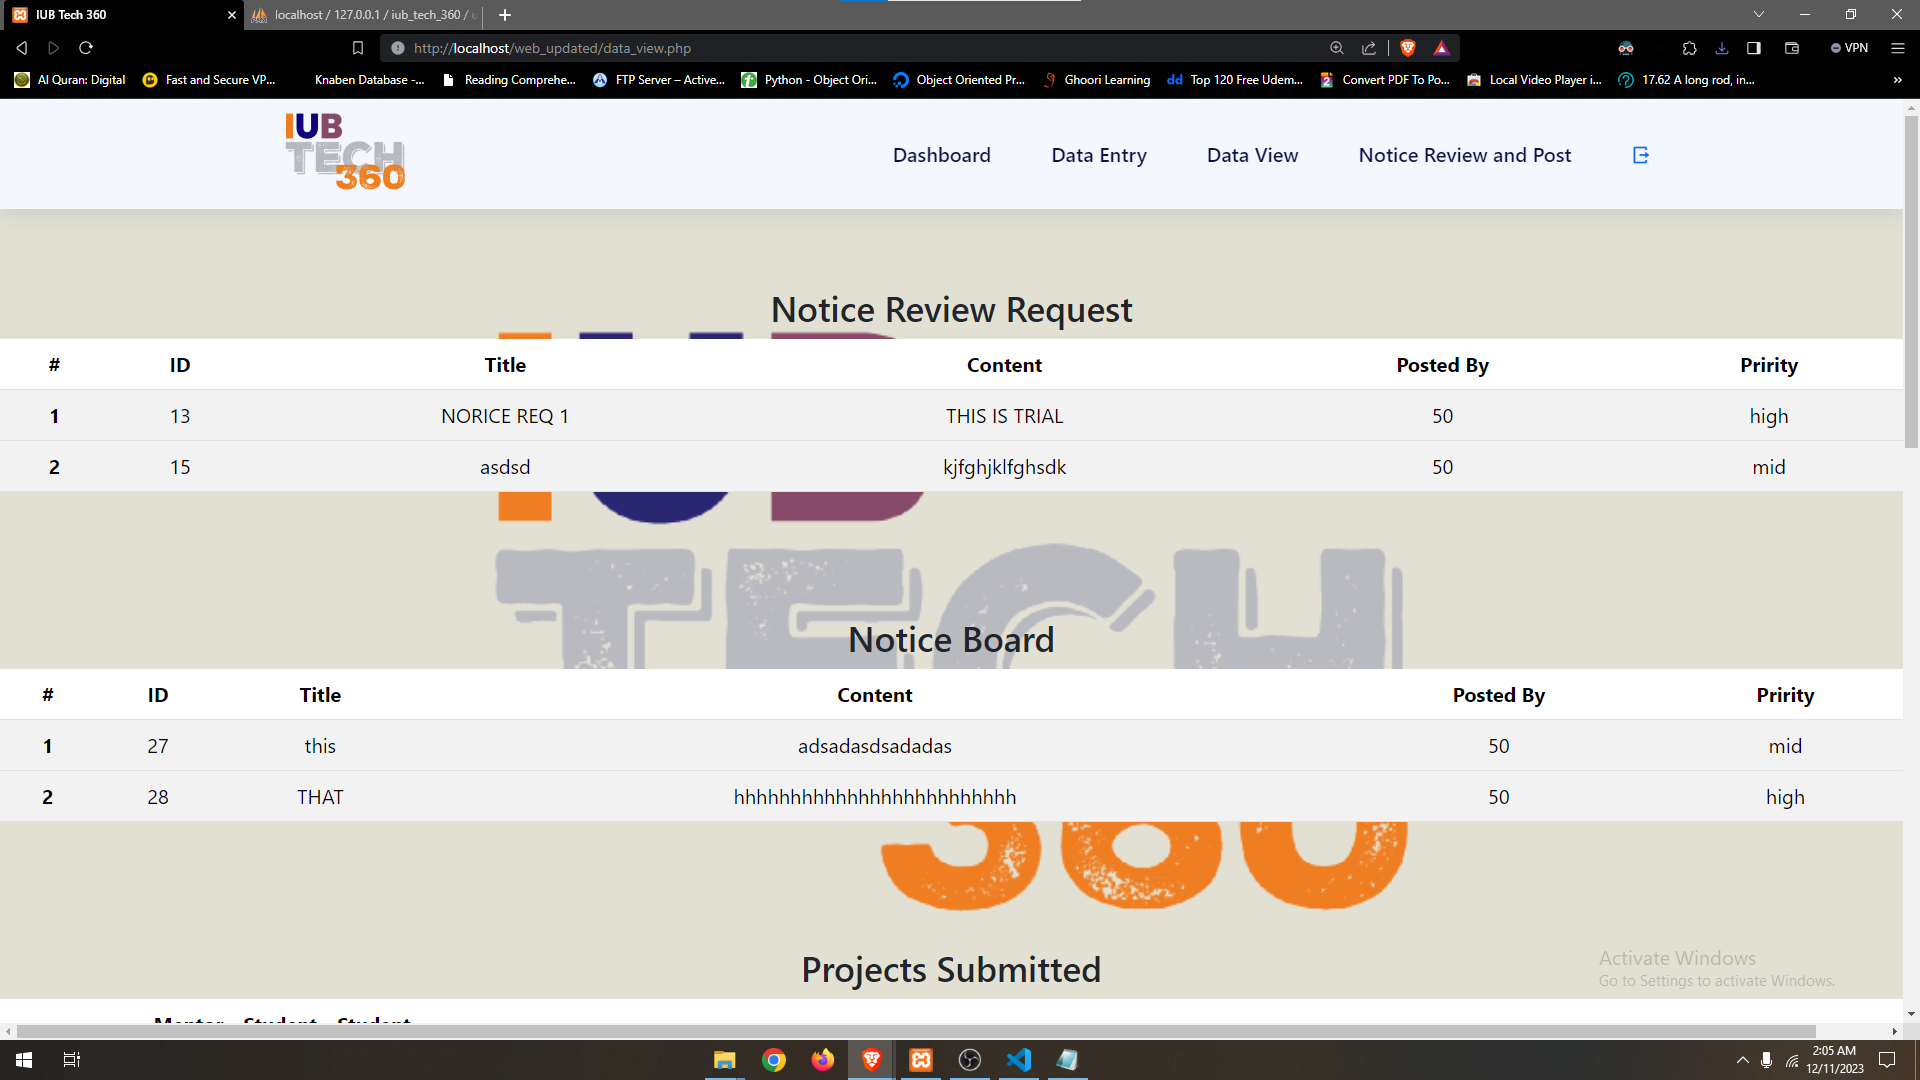 IUB Tech 360
localhost / 127.0.0.1 / iub_tech_360 /
http://localhost/web_updated/data_view.php
VPN
Al Quran: Digital
Fast and Secure VP...
Knaben Database -...
Reading Comprehe...
FTP Server – Active...
Python - Object Ori...
Object Oriented Pr...
Ghoori Learning
dd Top 120 Free Udem...
Convert PDF To Po...
Local Video Player i...
17.62 A long rod, in...
IUB
TECH
360
Dashboard
Data Entry
Data View
Notice Review and Post
Notice Review Request
# ID Title Content Posted By Pririty
1 13 NORICE REQ 1 THIS IS TRIAL 50 high
2 15 asdsd kjfghjklfghsdk 50 mid
TECH
Notice Board
# ID Title Content Posted By Pririty
1 27 this adsadasdsadadas 50 mid
2 28 THAT hhhhhhhhhhhhhhhhhhhhhhhhh 50 high
360
Projects Submitted
Activate Windows
Go to Settings to activate Windows.
Mentor Student Student
2:05 AM
12/11/2023